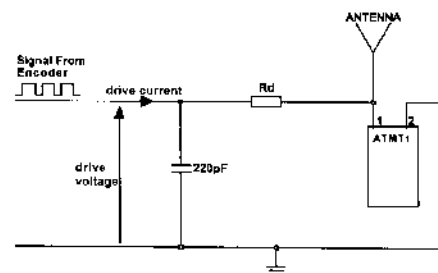 ANTENNA
Signal From
Encoder
drive current
Rd
1 2
ATMT1
drive
voltage
220pF